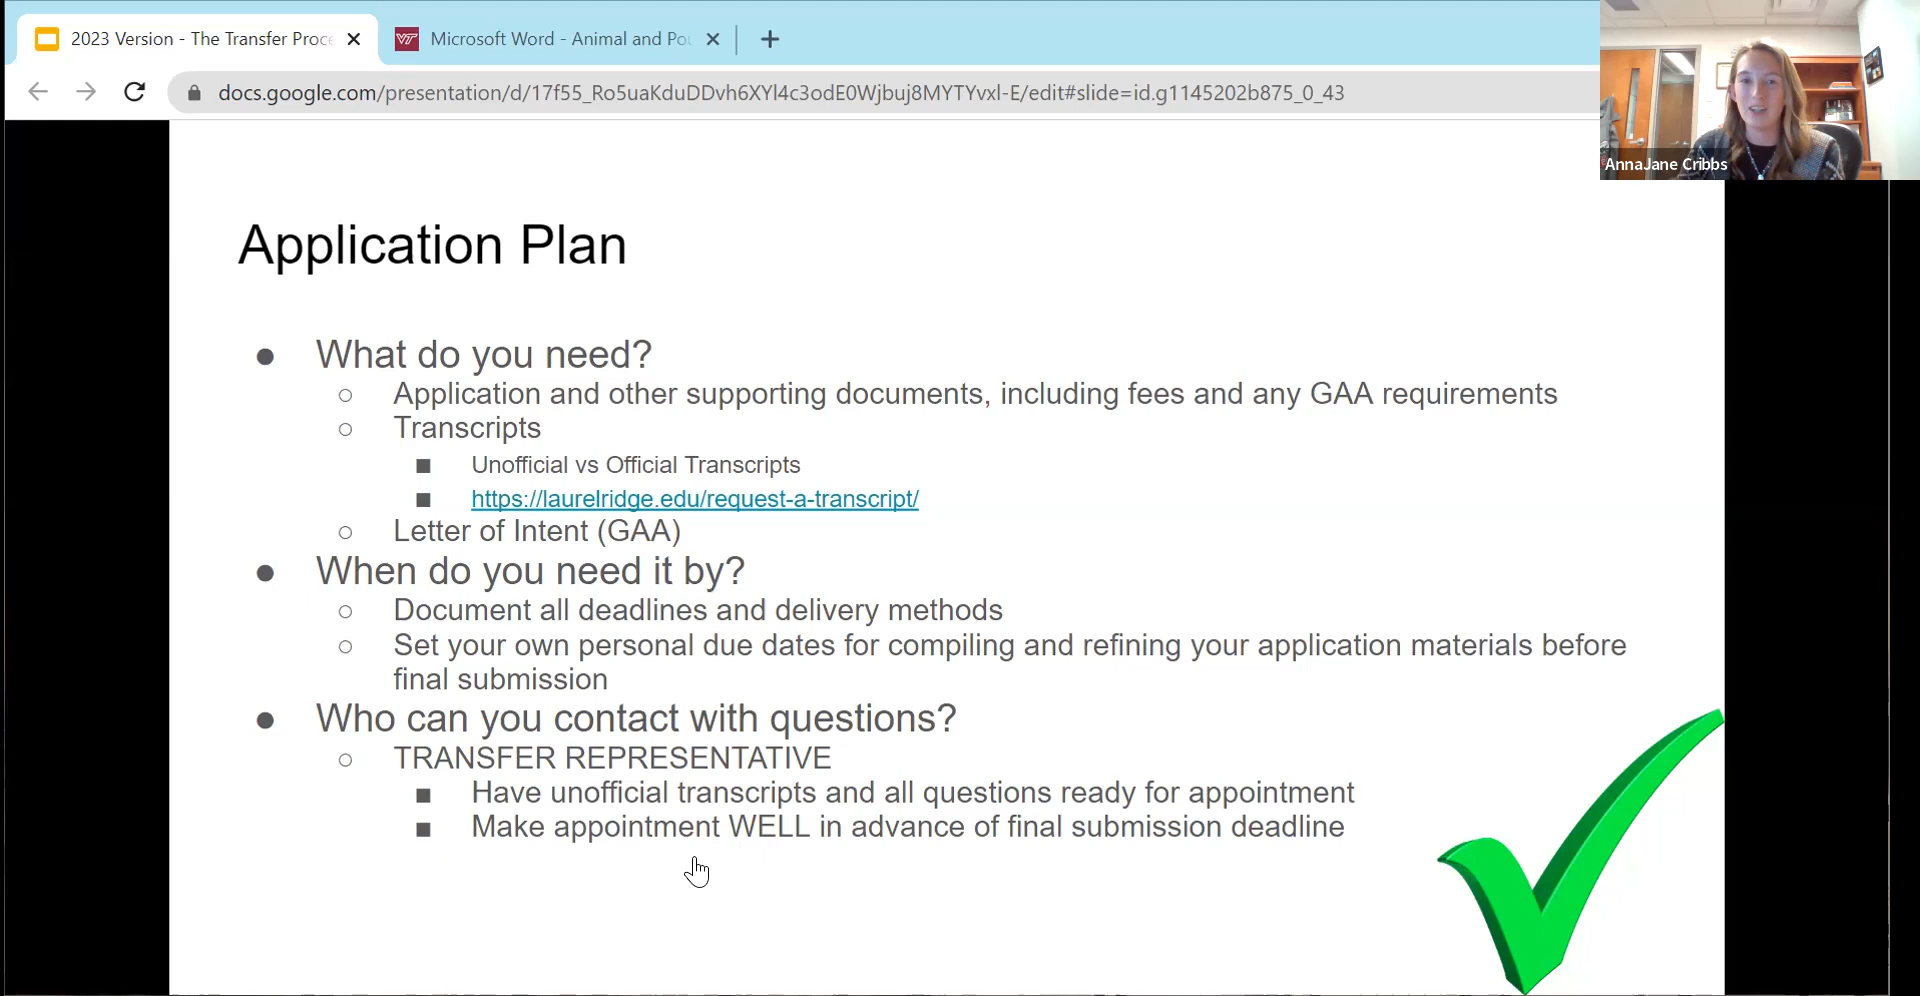 2023 Version - The Transfer Proce
Microsoft Word - Animal and Pou
docs.google.com/presentation/d/17f55_Ro5uaKduDDvh6XYl4c3odE0Wjbuj8MYTYvxl-E/edit#slide=id.g1145202b875_0_43
AnnaJane Cribbs
Application Plan
What do you need?
Application and other supporting documents, including fees and any GAA requirements
Transcripts
Unofficial vs Official Transcripts
https://laurelridge.edu/request-a-transcript/
Letter of Intent (GAA)
When do you need it by?
Document all deadlines and delivery methods
Set your own personal due dates for compiling and refining your application materials before
final submission
Who can you contact with questions?
TRANSFER REPRESENTATIVE
Have unofficial transcripts and all questions ready for appointment
Make appointment WELL in advance of final submission deadline